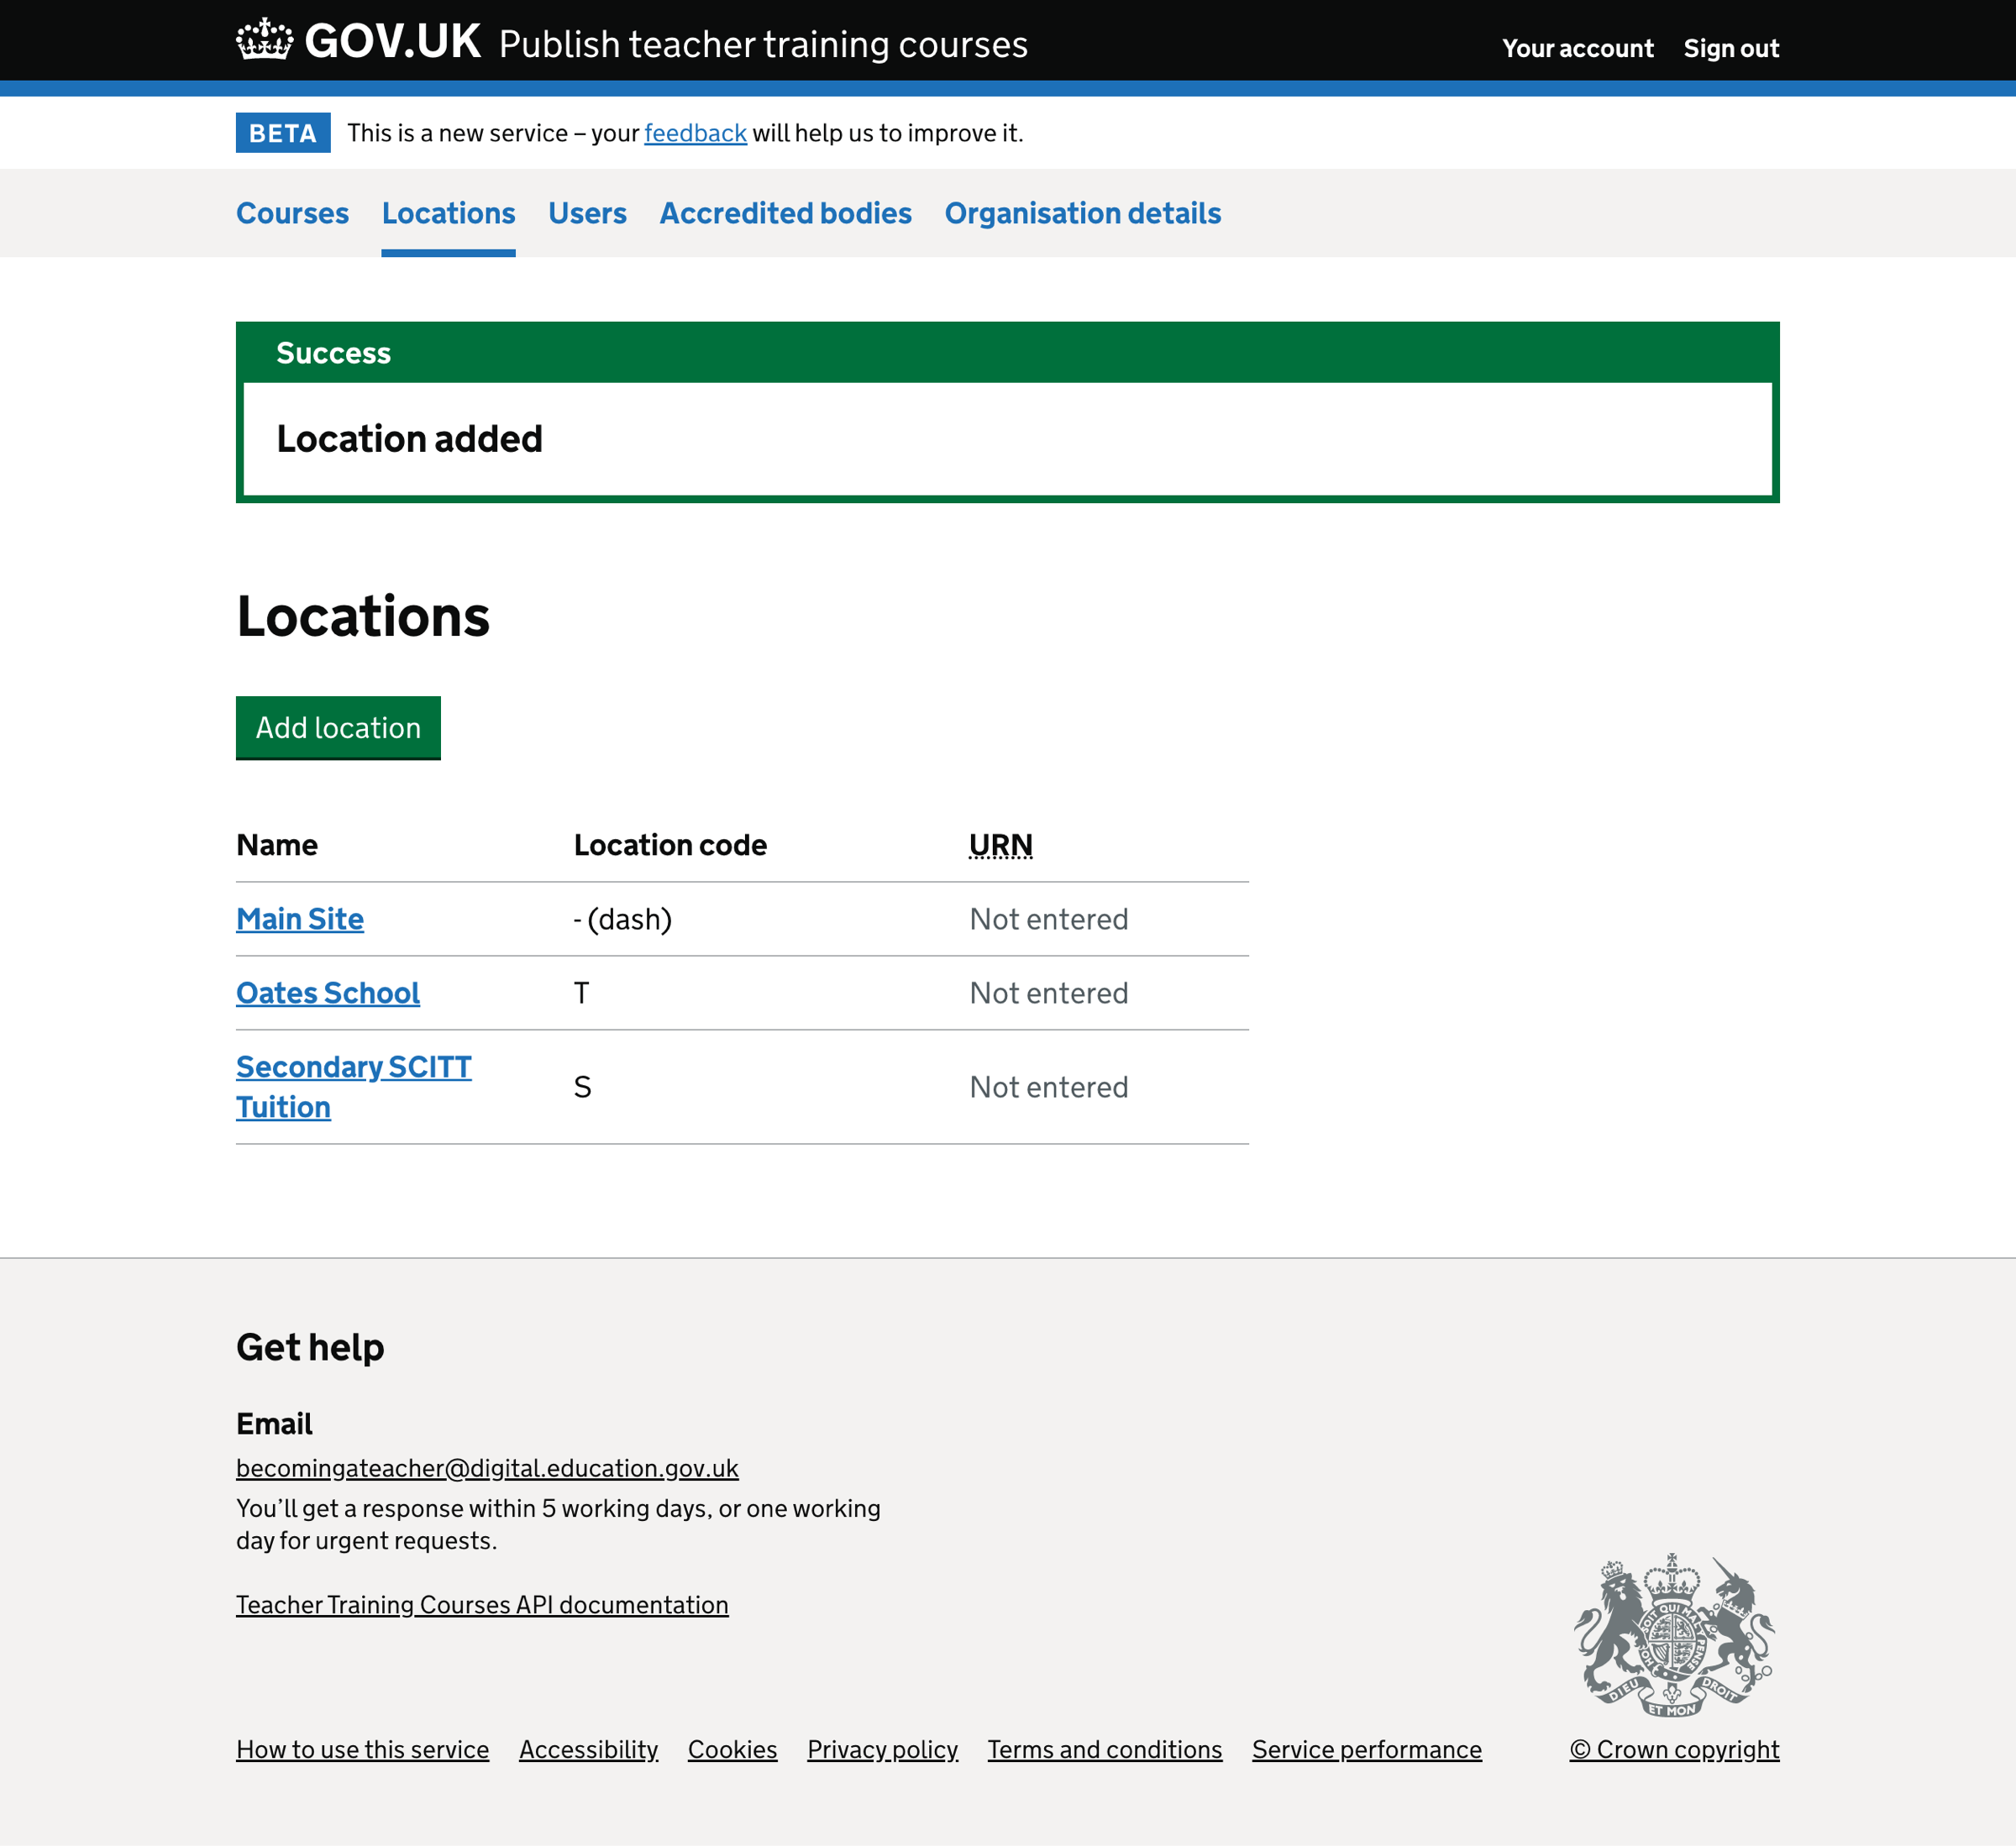 GOV.UK Publish teacher training courses
Your account Sign out
BETA This is a new service – your feedback will help us to improve it.
Courses Locations Users Accredited bodies Organisation details
Success
Location added
Locations
Add location
Name Location code URN
Main Site - (dash) Not entered
Oates School T Not entered
Secondary SCITT
Tuition
S Not entered
Get help
Email
becomingateacher@digital.education.gov.uk
You’ll get a response within 5 working days, or one working
day for urgent requests.
Teacher Training Courses API documentation
SOIT QUI MAL Y PENSE
DIEU ET MON DROIT
How to use this service Accessibility Cookies Privacy policy Terms and conditions Service performance
© Crown copyright